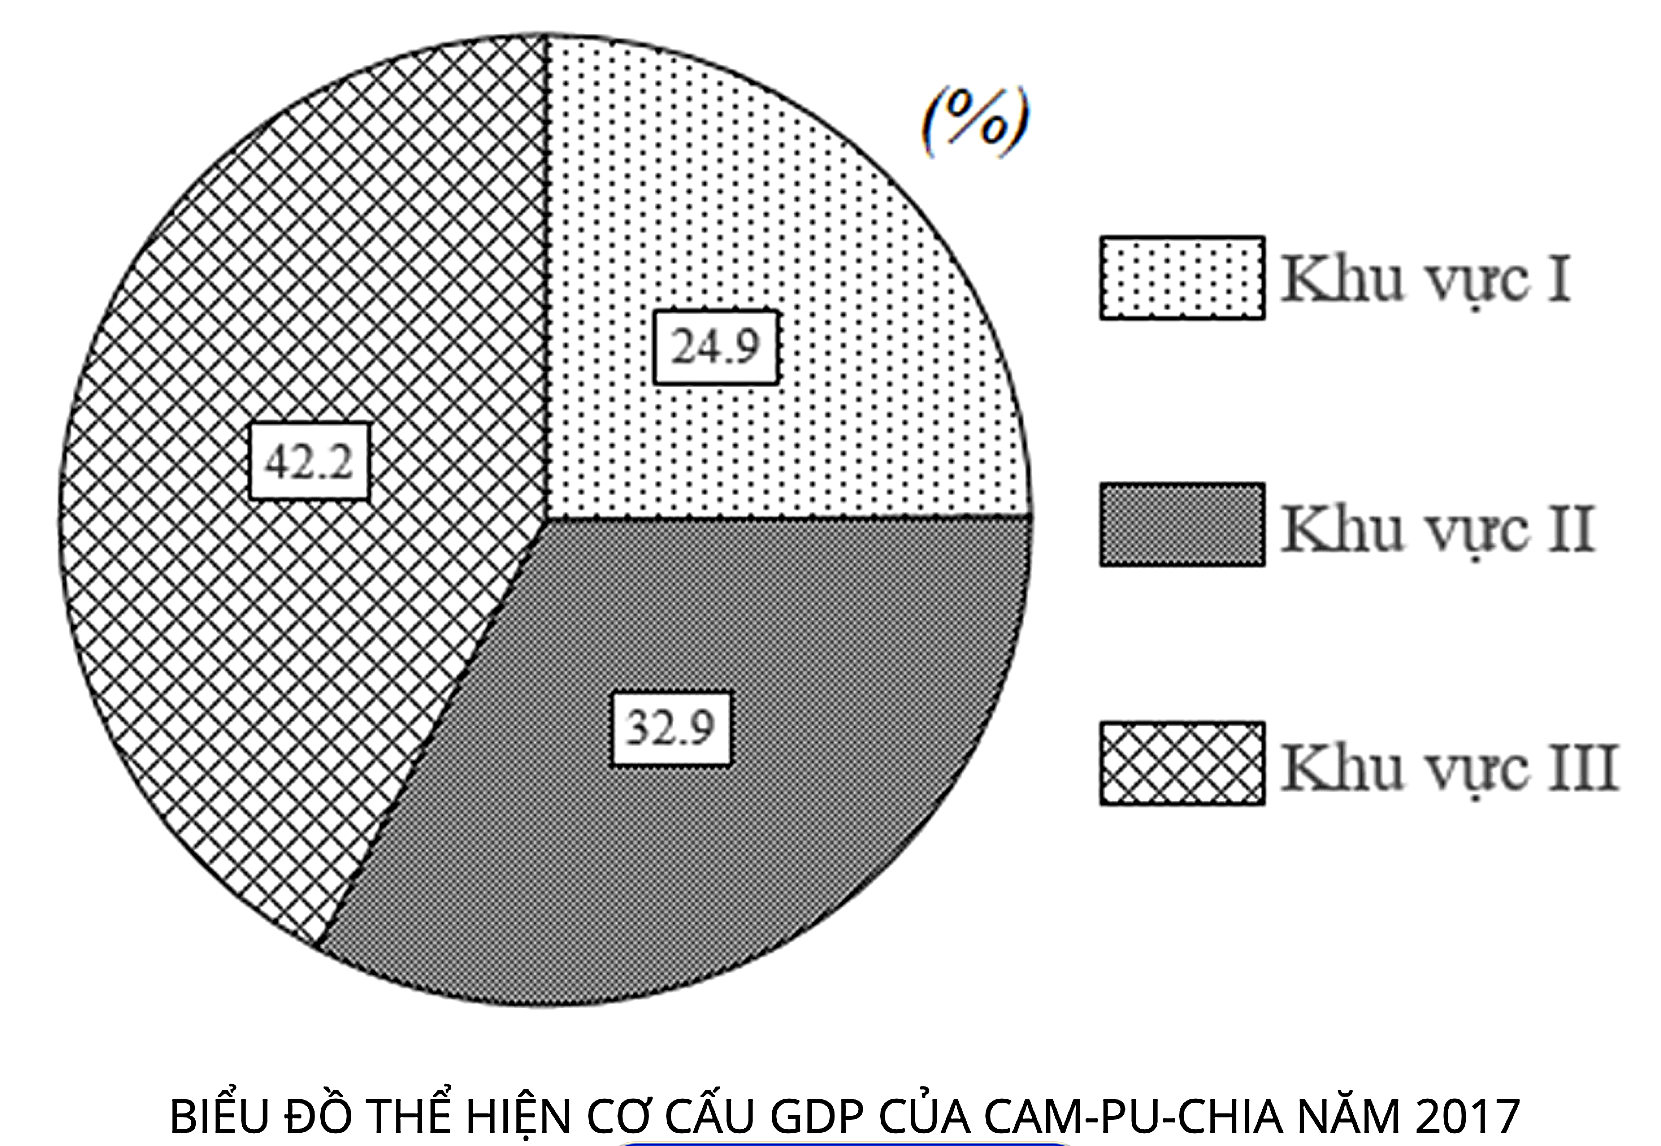 (%)
24.9
42.2
32.9
Khu vực I
Khu vực II
Khu vực III
BIỂU ĐỒ THỂ HIỆN CƠ CẤU GDP CỦA CAM-PU-CHIA NĂM 2017